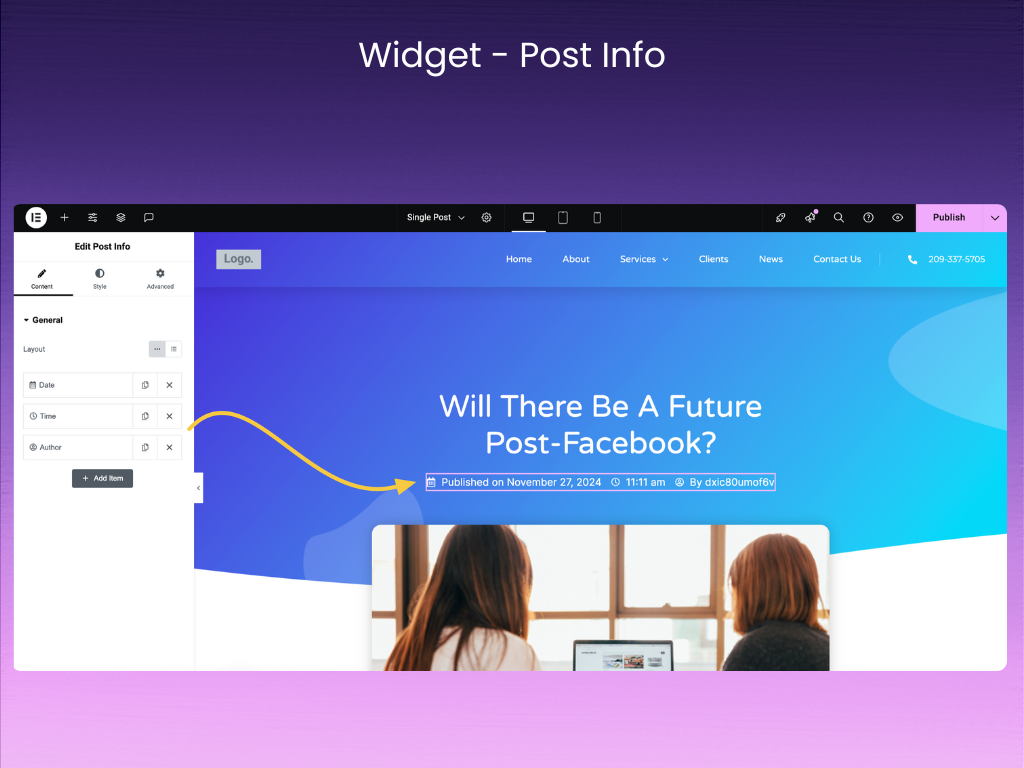 Widget - Post Info
Single Post
Publish
Edit Post Info
Content
Style
Advanced
General
Layout
Date
Time
Author
+ Add Item
Logo.
Home
About
Services
Clients
News
Contact Us
209-337-5705
Will There Be A Future
Post-Facebook?
Published on November 27, 2024 11:11 am By dxic80umof6v